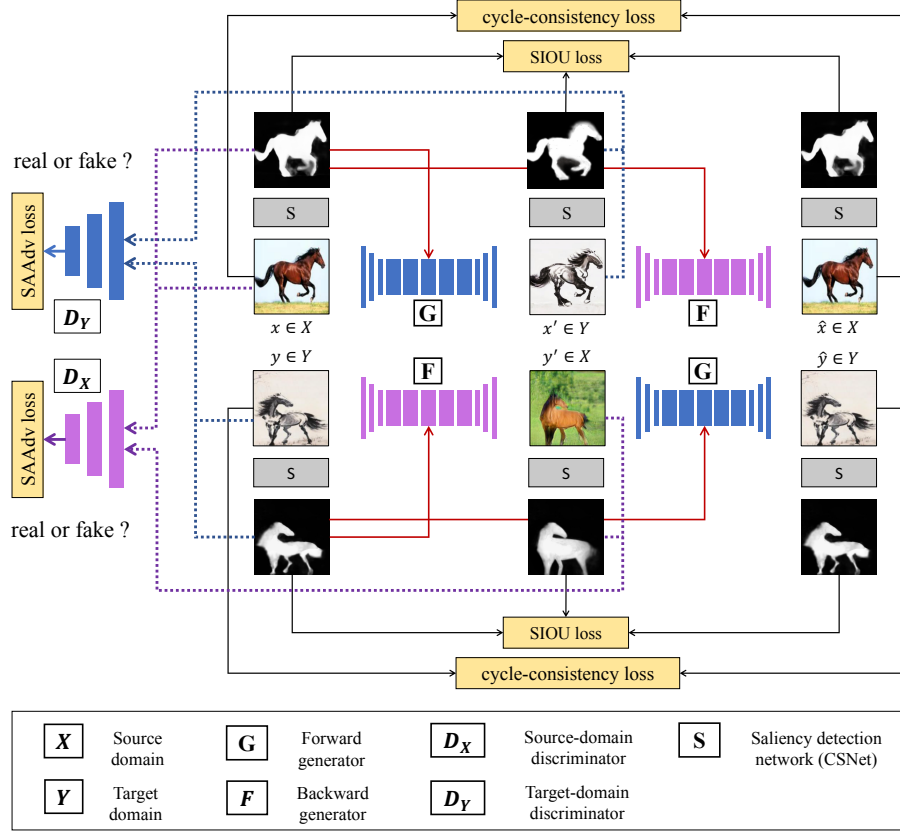 cycle-consistency loss
SIOU loss
real or fake ?
S
S
S
SAAdv loss
D_Y
G
F
x ∈ X
x′ ∈ Y
x̂ ∈ X
y ∈ Y
y′ ∈ X
ŷ ∈ Y
D_X
F
G
SAAdv loss
S
S
S
real or fake ?
SIOU loss
cycle-consistency loss
X
Source
domain
G
Forward
generator
D_X
Source-domain
discriminator
S
Saliency detection
network (CSNet)
Y
Target
domain
F
Backward
generator
D_Y
Target-domain
discriminator